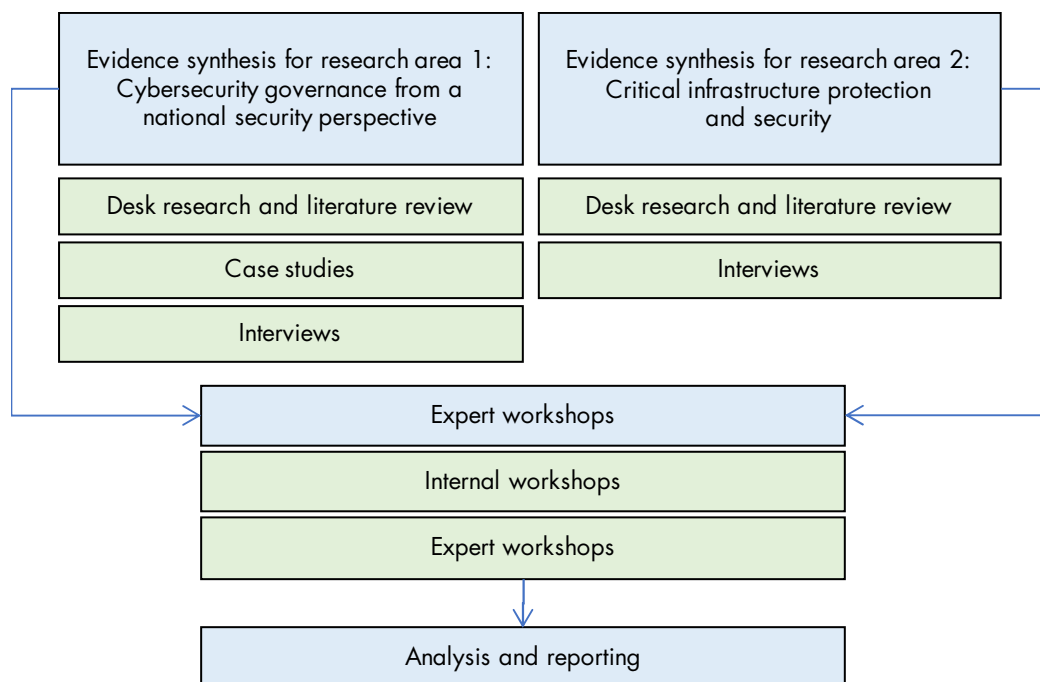 Evidence synthesis for research area 1:
Cybersecurity governance from a
national security perspective
Evidence synthesis for research area 2:
Critical infrastructure protection
and security
Desk research and literature review
Case studies
Interviews
Desk research and literature review
Interviews
Expert workshops
Internal workshops
Expert workshops
Analysis and reporting